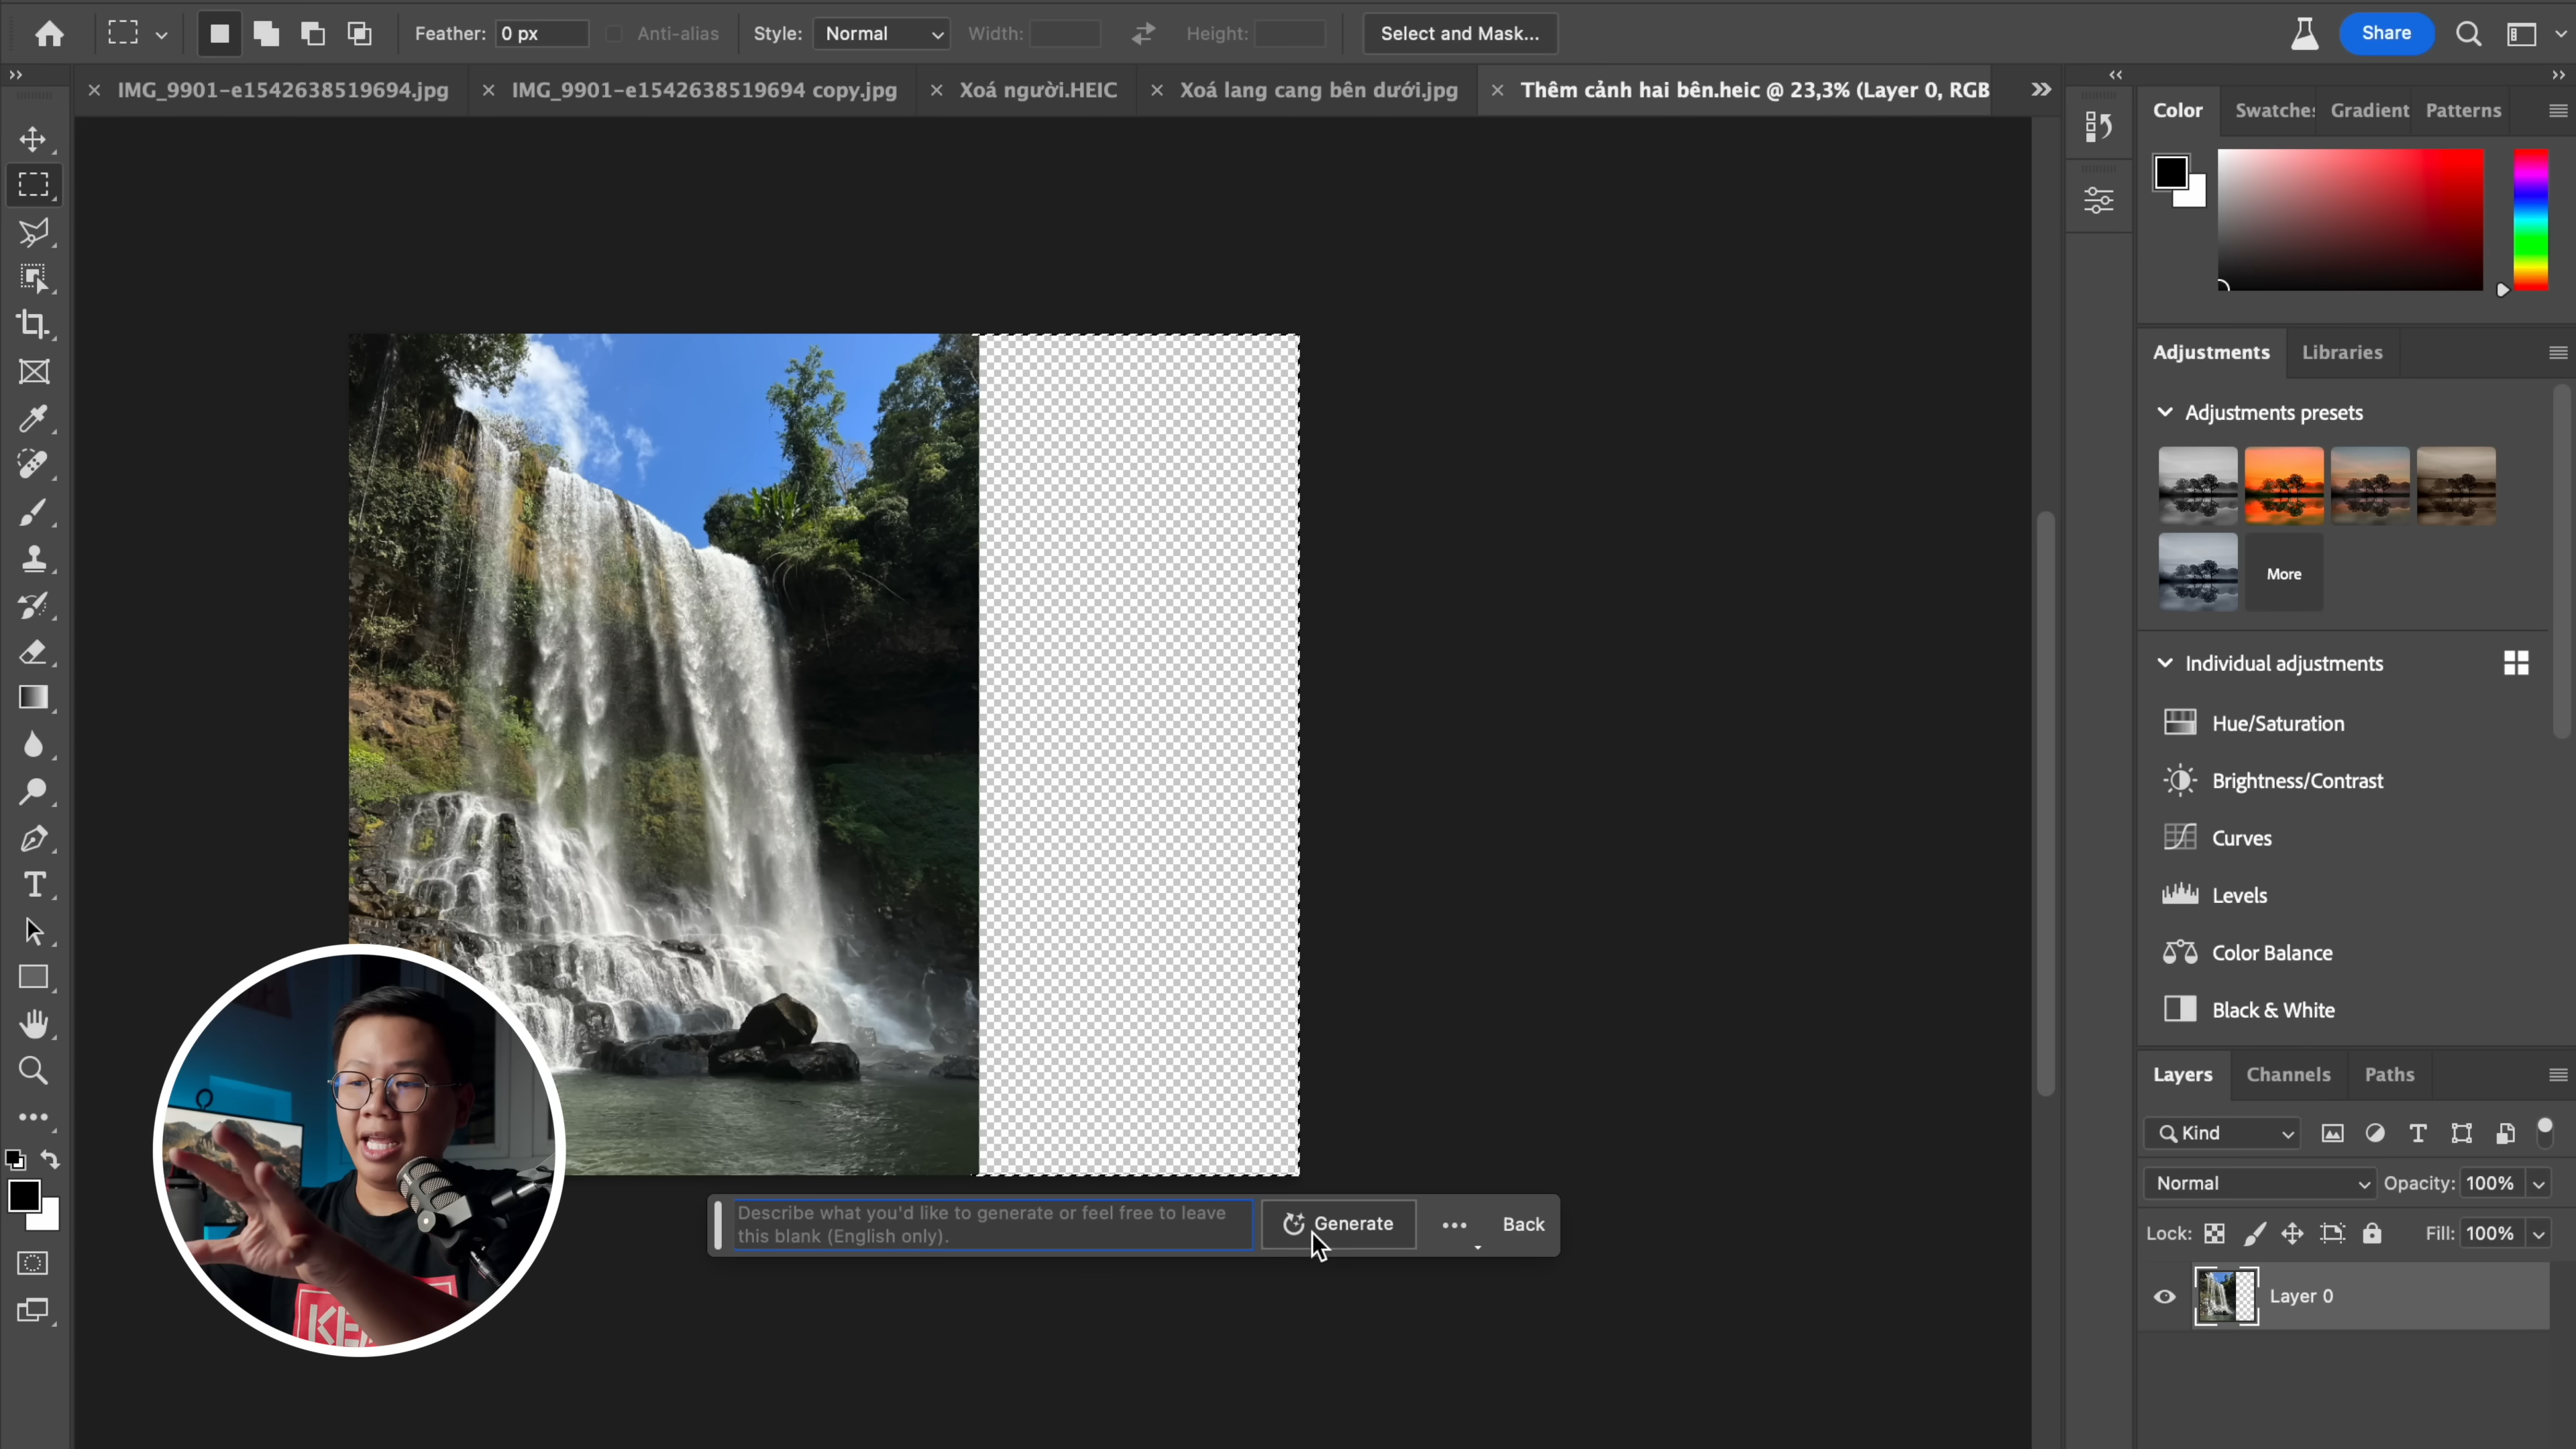 Feather: 0 px Anti-alias Style: Normal Width: Height: Select and Mask... Share
IMG_9901-e1542638519694.jpg IMG_9901-e1542638519694 copy.jpg Xoá người.HEIC Xoá lang cang bên dưới.jpg Thêm cảnh hai bên.heic @ 23,3% (Layer 0, RGB
Color Swatches Gradient Patterns
Adjustments Libraries
Adjustments presets
More
Individual adjustments
Hue/Saturation
Brightness/Contrast
Curves
Levels
Color Balance
Black & White
Layers Channels Paths
Kind
Normal Opacity: 100%
Lock: Fill: 100%
Layer 0
Describe what you'd like to generate or feel free to leave
this blank (English only).
Generate Back